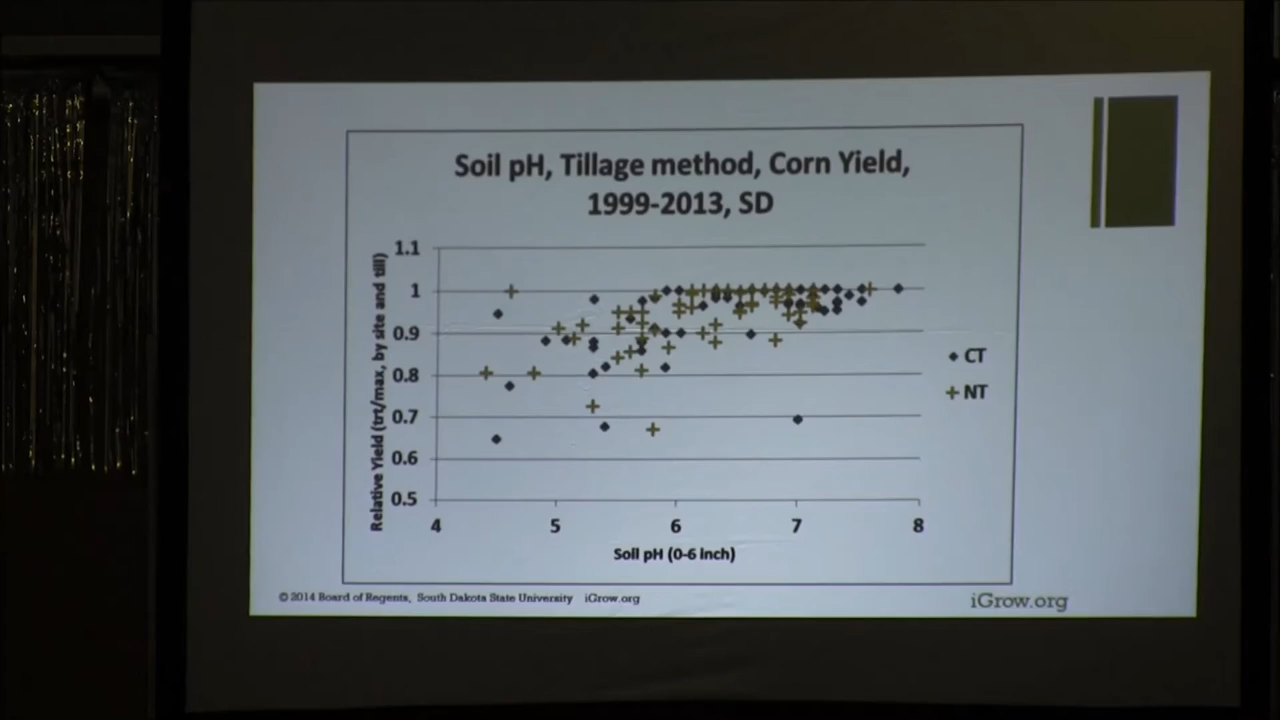 Soil pH, Tillage method, Corn Yield,
1999-2013, SD
Relative Yield (trt/max, by site and till)
1.1
1
0.9
0.8
0.7
0.6
0.5
4 5 6 7 8
Soil pH (0-6 inch)
CT
NT
© 2014 Board of Regents, South Dakota State University iGrow.org
iGrow.org